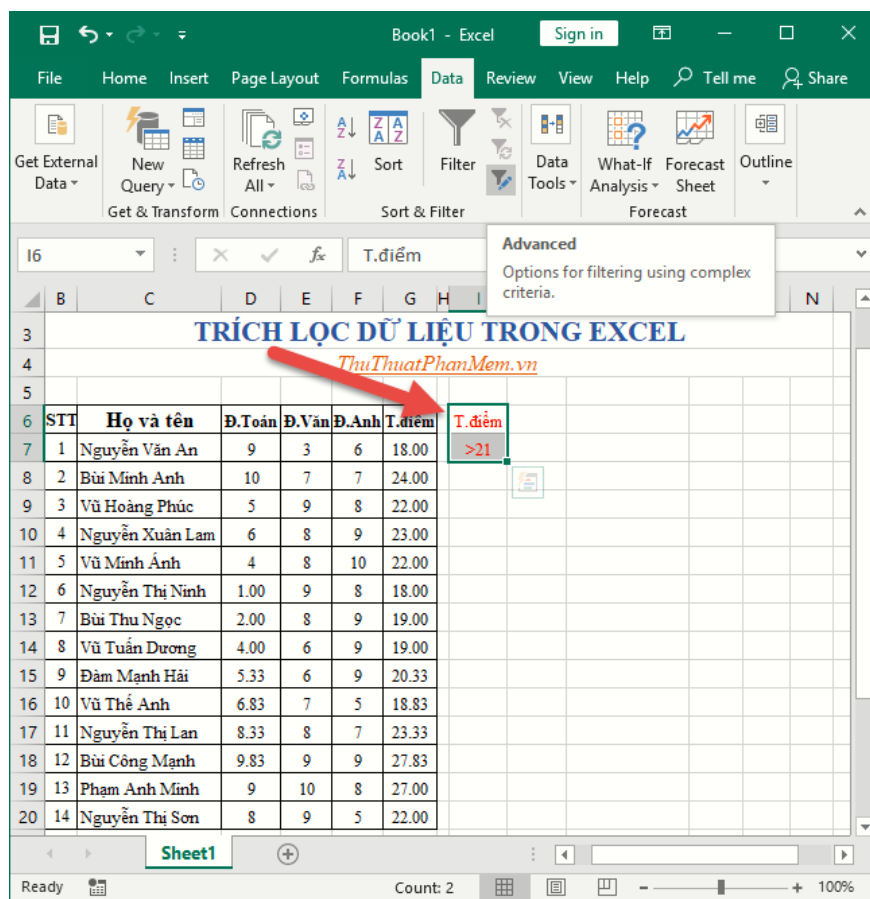 Book1 - Excel Sign in
File Home Insert Page Layout Formulas Data Review View Help Tell me Share
Get External Data New Query Refresh All Sort Filter Data Tools What-If Analysis Forecast Sheet Outline
Get & Transform Connections Sort & Filter Forecast
I6 fx T.điểm
Advanced
Options for filtering using complex
criteria.
B C D E F G H I N
3 TRÍCH LỌC DỮ LIỆU TRONG EXCEL
4 ThuThuatPhanMem.vn
5
6 STT Họ và tên Đ.Toán Đ.Văn Đ.Anh T.điểm T.điểm
7 1 Nguyễn Văn An 9 3 6 18.00 >21
8 2 Bùi Minh Anh 10 7 7 24.00
9 3 Vũ Hoàng Phúc 5 9 8 22.00
10 4 Nguyễn Xuân Lam 6 8 9 23.00
11 5 Vũ Minh Ánh 4 8 10 22.00
12 6 Nguyễn Thị Ninh 1.00 9 8 18.00
13 7 Bùi Thu Ngọc 2.00 8 9 19.00
14 8 Vũ Tuấn Dương 4.00 6 9 19.00
15 9 Đàm Mạnh Hải 5.33 6 9 20.33
16 10 Vũ Thế Anh 6.83 7 5 18.83
17 11 Nguyễn Thị Lan 8.33 8 7 23.33
18 12 Bùi Công Mạnh 9.83 9 9 27.83
19 13 Phạm Anh Minh 9 10 8 27.00
20 14 Nguyễn Thị Sơn 8 9 5 22.00
Sheet1
Ready Count: 2 100%